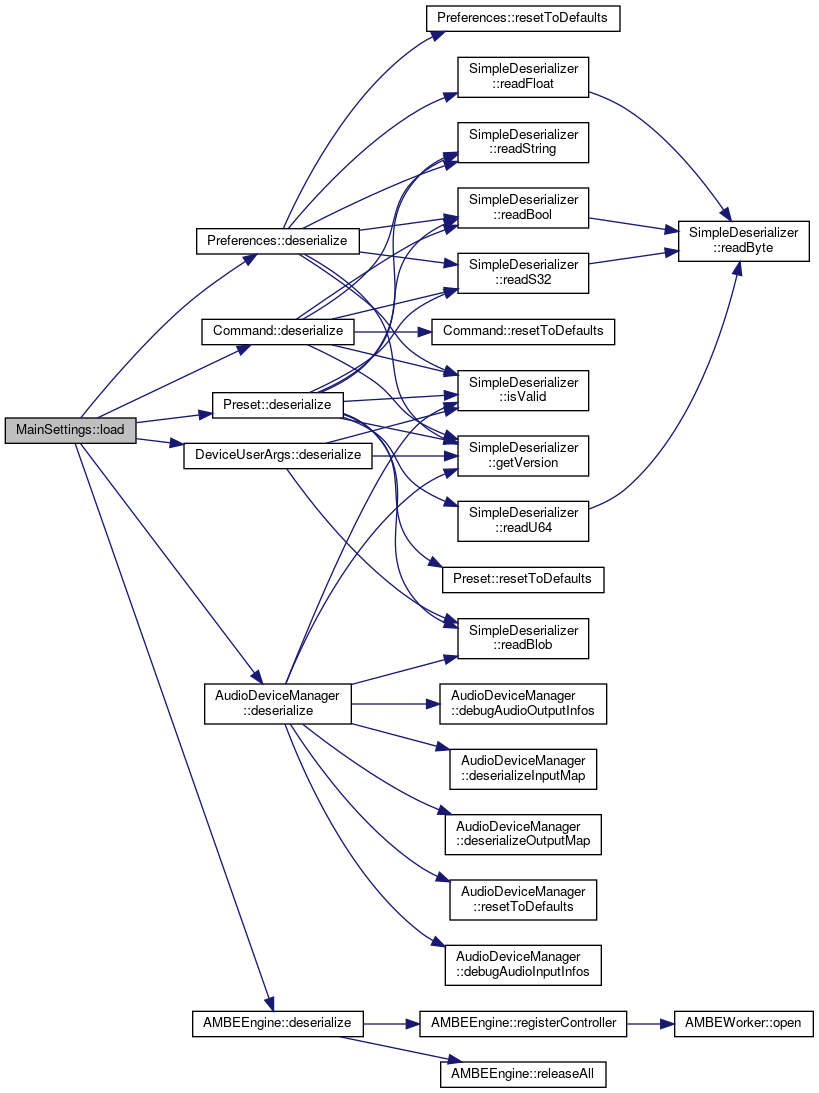 Preferences::resetToDefaults
SimpleDeserializer
::readFloat
SimpleDeserializer
::readString
SimpleDeserializer
::readBool
SimpleDeserializer
::readByte
Preferences::deserialize
SimpleDeserializer
::readS32
Command::deserialize
Command::resetToDefaults
SimpleDeserializer
::isValid
Preset::deserialize
MainSettings::load
DeviceUserArgs::deserialize
SimpleDeserializer
::getVersion
SimpleDeserializer
::readU64
Preset::resetToDefaults
SimpleDeserializer
::readBlob
AudioDeviceManager
::deserialize
AudioDeviceManager
::debugAudioOutputInfos
AudioDeviceManager
::deserializeInputMap
AudioDeviceManager
::deserializeOutputMap
AudioDeviceManager
::resetToDefaults
AudioDeviceManager
::debugAudioInputInfos
AMBEEngine::deserialize
AMBEEngine::registerController
AMBEWorker::open
AMBEEngine::releaseAll